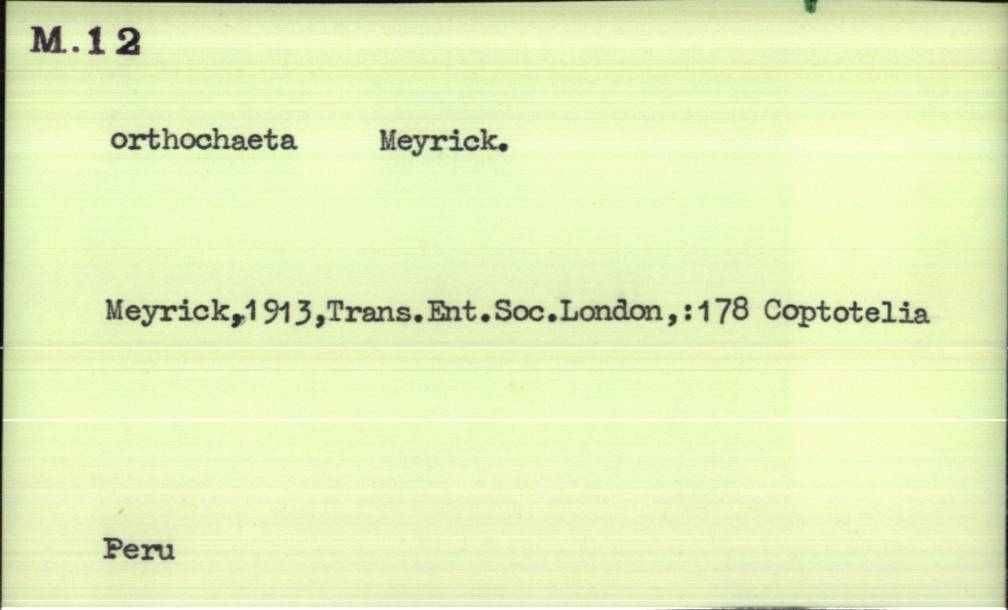 M.12
orthochaeta Meyrick.
Meyrick,1913,Trans.Ent.Soc.London,:178 Coptotelia
Peru